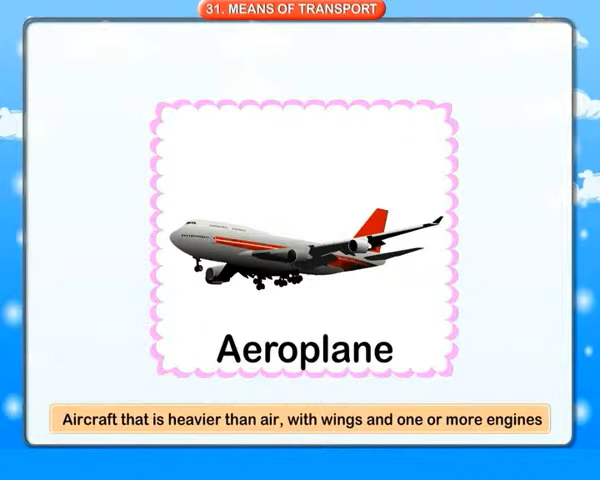 31. MEANS OF TRANSPORT
Aeroplane
Aircraft that is heavier than air, with wings and one or more engines